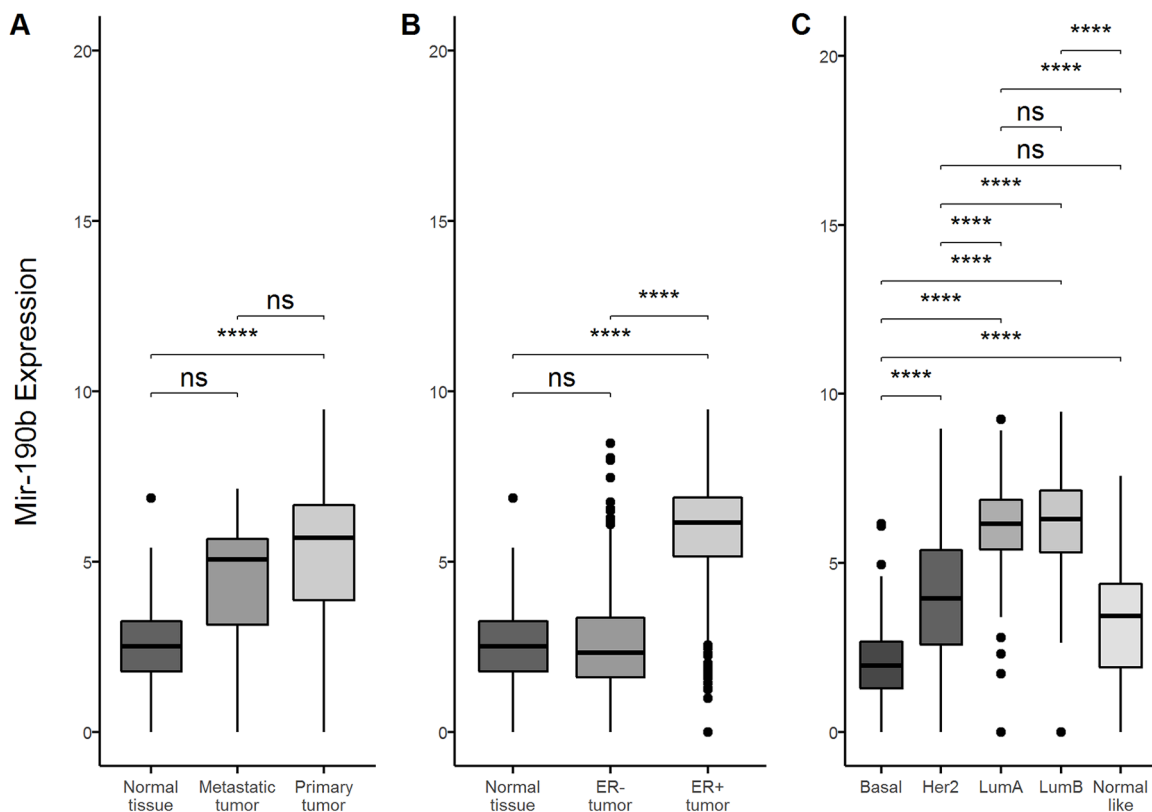 A
B
C
Mir-190b Expression
20
15
10
5
0
ns
****
ns
Normal
tissue
Metastatic
tumor
Primary
tumor
20
15
10
5
0
****
****
ns
Normal
tissue
ER-
tumor
ER+
tumor
20
15
10
5
0
****
****
ns
ns
****
****
****
****
****
****
Basal
Her2
LumA
LumB
Normal
like